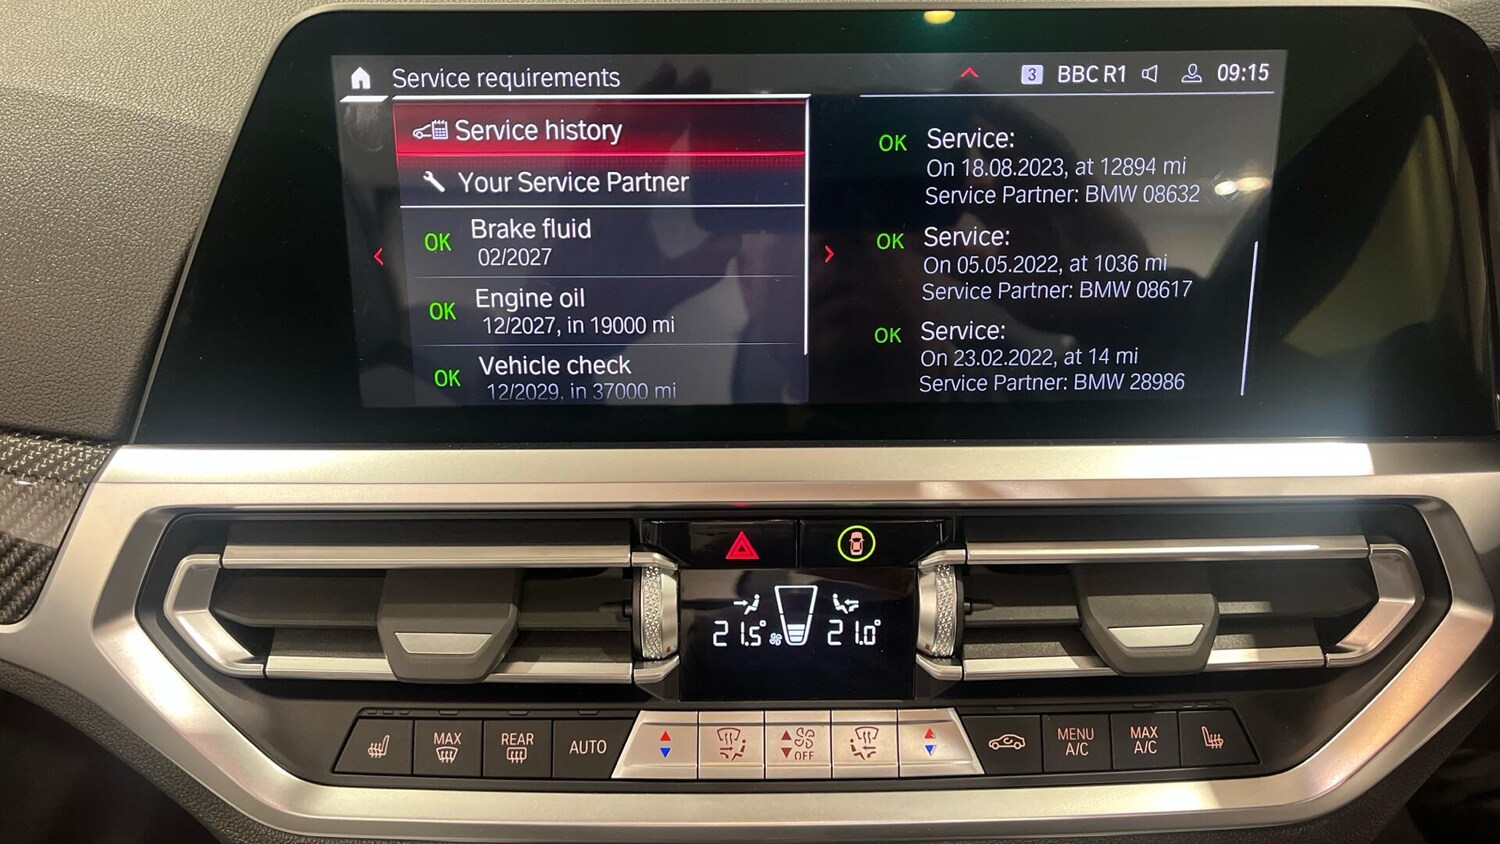 Service requirements
3 BBC R1 09:15
Service history
Your Service Partner
OK Brake fluid
02/2027
OK Engine oil
12/2027, in 19000 mi
OK Vehicle check
12/2029, in 37000 mi
OK Service:
On 18.08.2023, at 12894 mi
Service Partner: BMW 08632
OK Service:
On 05.05.2022, at 1036 mi
Service Partner: BMW 08617
OK Service:
On 23.02.2022, at 14 mi
Service Partner: BMW 28986
21.5° 21.0°
MAX
REAR
AUTO
OFF
MENU
A/C
MAX
A/C